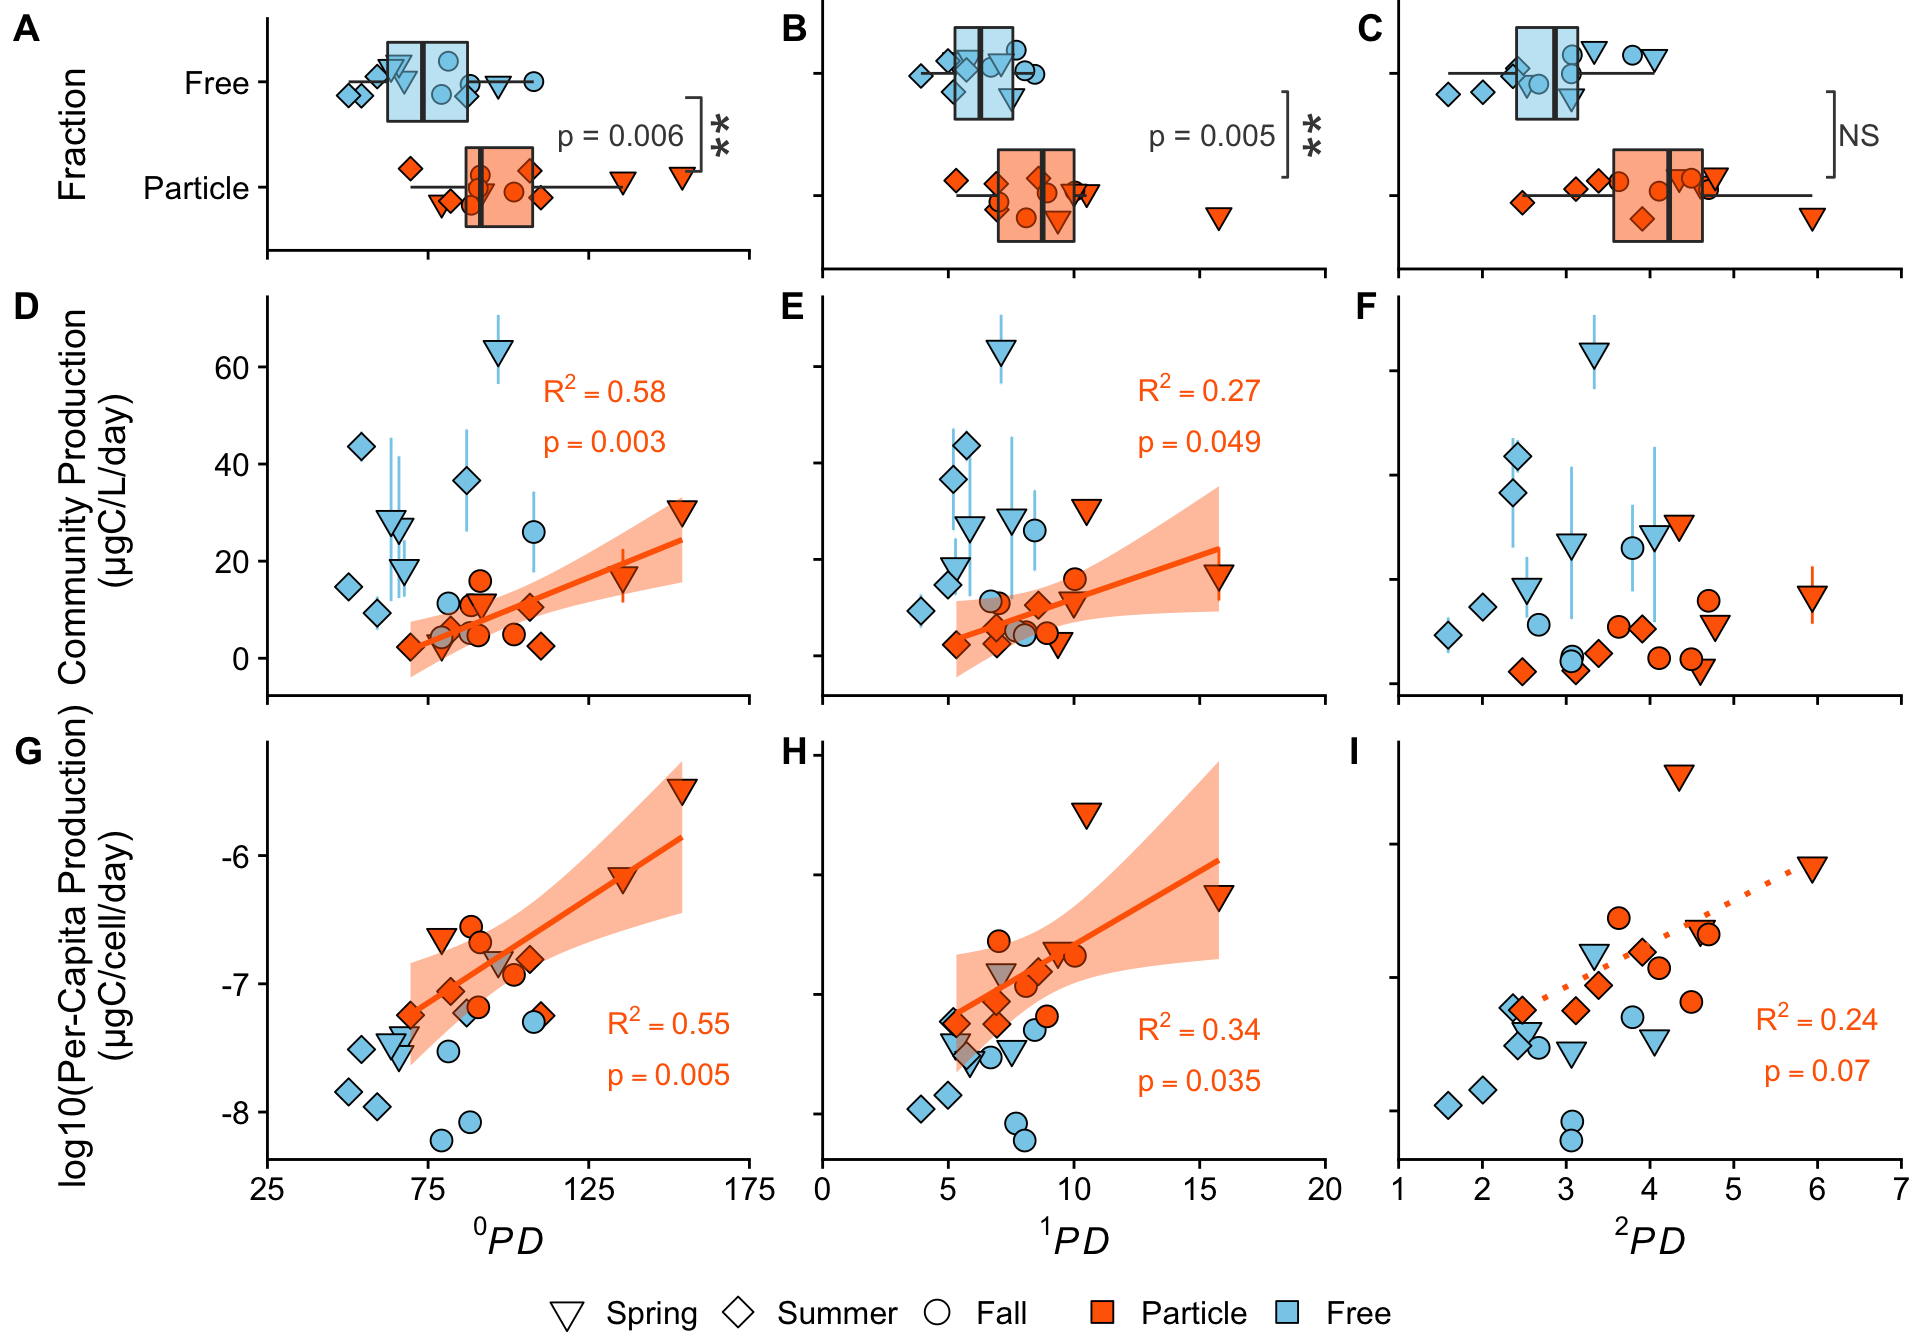 A
B
C
Fraction
Free
Particle
p = 0.006
**
p = 0.005
**
NS
D
E
F
Community Production
(µgC/L/day)
60
40
20
0
R² = 0.58
p = 0.003
R² = 0.27
p = 0.049
G
H
I
log10(Per-Capita Production)
(µgC/cell/day)
-6
-7
-8
R² = 0.55
p = 0.005
R² = 0.34
p = 0.035
R² = 0.24
p = 0.07
25 75 125 175
0 5 10 15 20
1 2 3 4 5 6 7
⁰PD
¹PD
²PD
Spring Summer Fall Particle Free